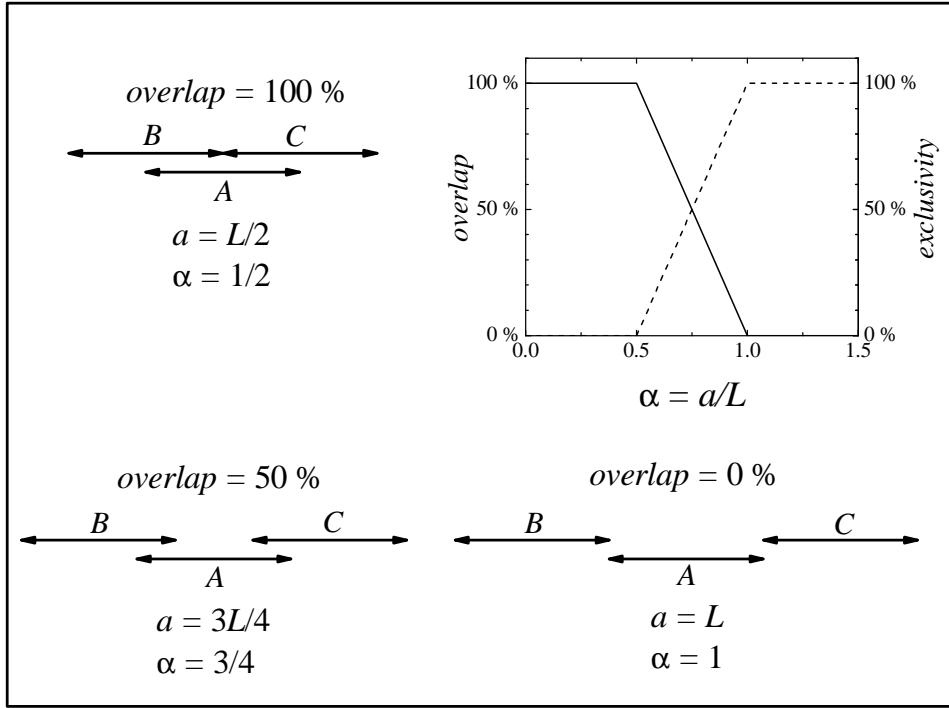 overlap = 100 %
B C
A
a = L/2
α = 1/2
100 % 100 %
50 % 50 %
0 % 0 %
overlap
exclusivity
0.0 0.5 1.0 1.5
α = a/L
overlap = 50 %
B C
A
a = 3L/4
α = 3/4
overlap = 0 %
B C
A
a = L
α = 1